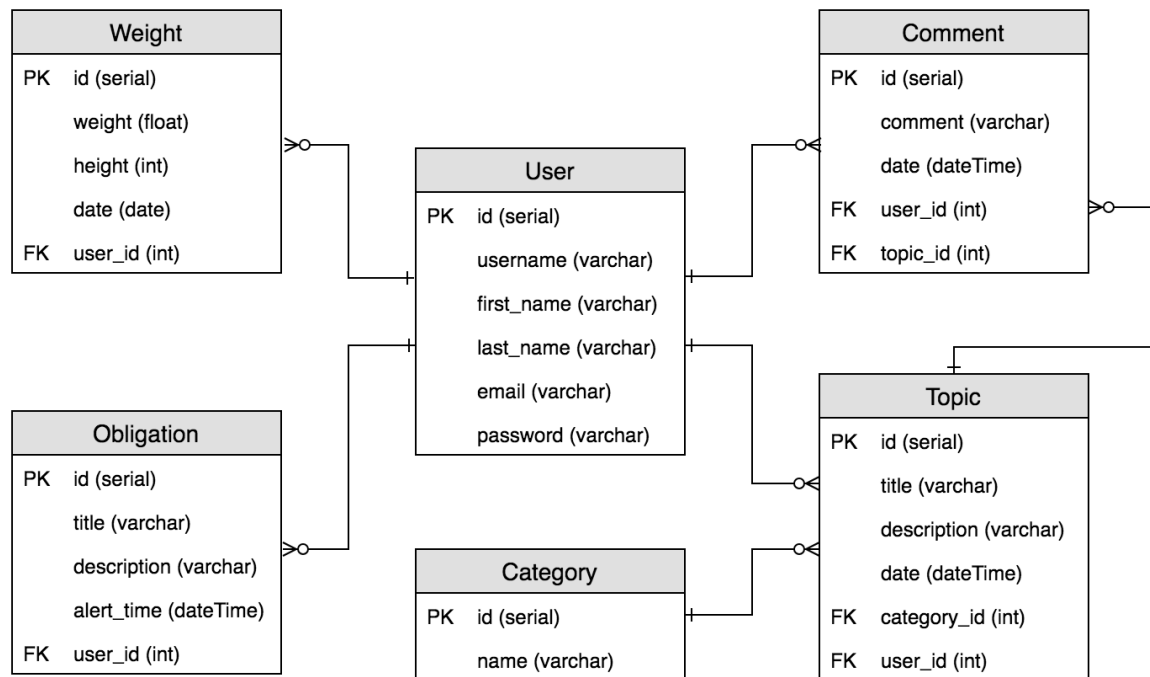 Weight
PK id (serial)
weight (float)
height (int)
date (date)
FK user_id (int)
User
PK id (serial)
username (varchar)
first_name (varchar)
last_name (varchar)
email (varchar)
password (varchar)
Comment
PK id (serial)
comment (varchar)
date (dateTime)
FK user_id (int)
FK topic_id (int)
Obligation
PK id (serial)
title (varchar)
description (varchar)
alert_time (dateTime)
FK user_id (int)
Category
PK id (serial)
name (varchar)
Topic
PK id (serial)
title (varchar)
description (varchar)
date (dateTime)
FK category_id (int)
FK user_id (int)